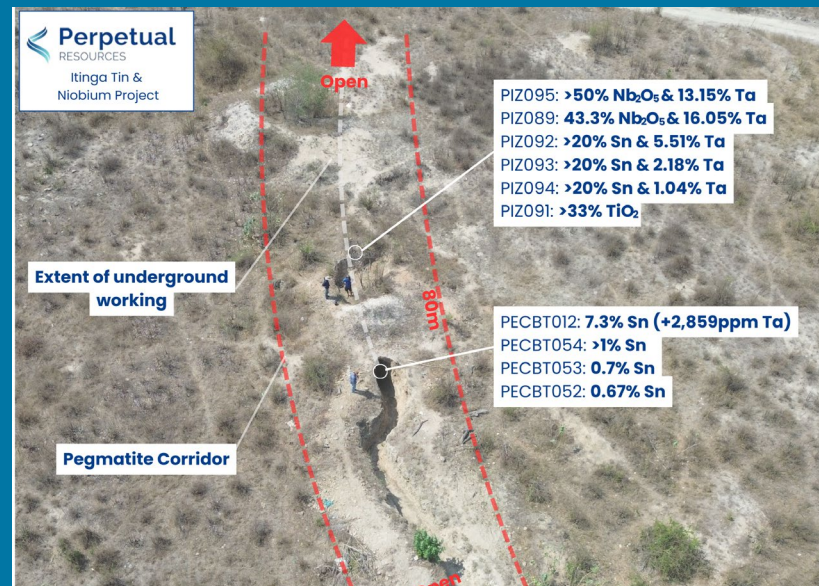 Perpetual
RESOURCES
Itinga Tin &
Niobium Project
Open
PIZ095: >50% Nb₂O₅ & 13.15% Ta
PIZ089: 43.3% Nb₂O₅ & 16.05% Ta
PIZ092: >20% Sn & 5.51% Ta
PIZ093: >20% Sn & 2.18% Ta
PIZ094: >20% Sn & 1.04% Ta
PIZ091: >33% TiO₂
Extent of underground
working
80m
PECBT012: 7.3% Sn (+2,859ppm Ta)
PECBT054: >1% Sn
PECBT053: 0.7% Sn
PECBT052: 0.67% Sn
Pegmatite Corridor